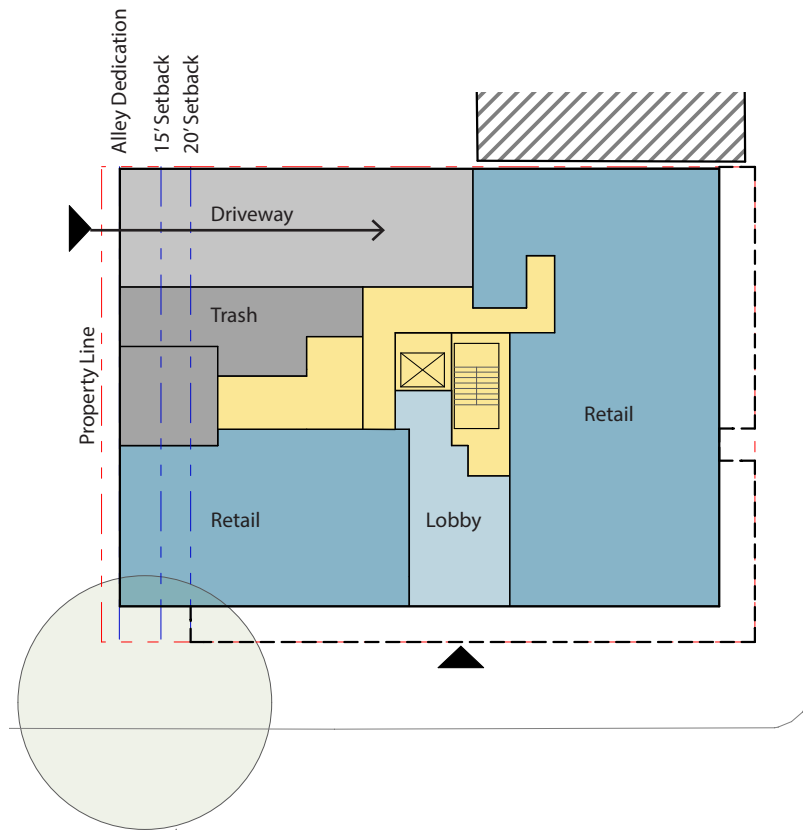 Alley Dedication
15’ Setback
20’ Setback
Driveway
Trash
Property Line
Retail
Retail
Lobby